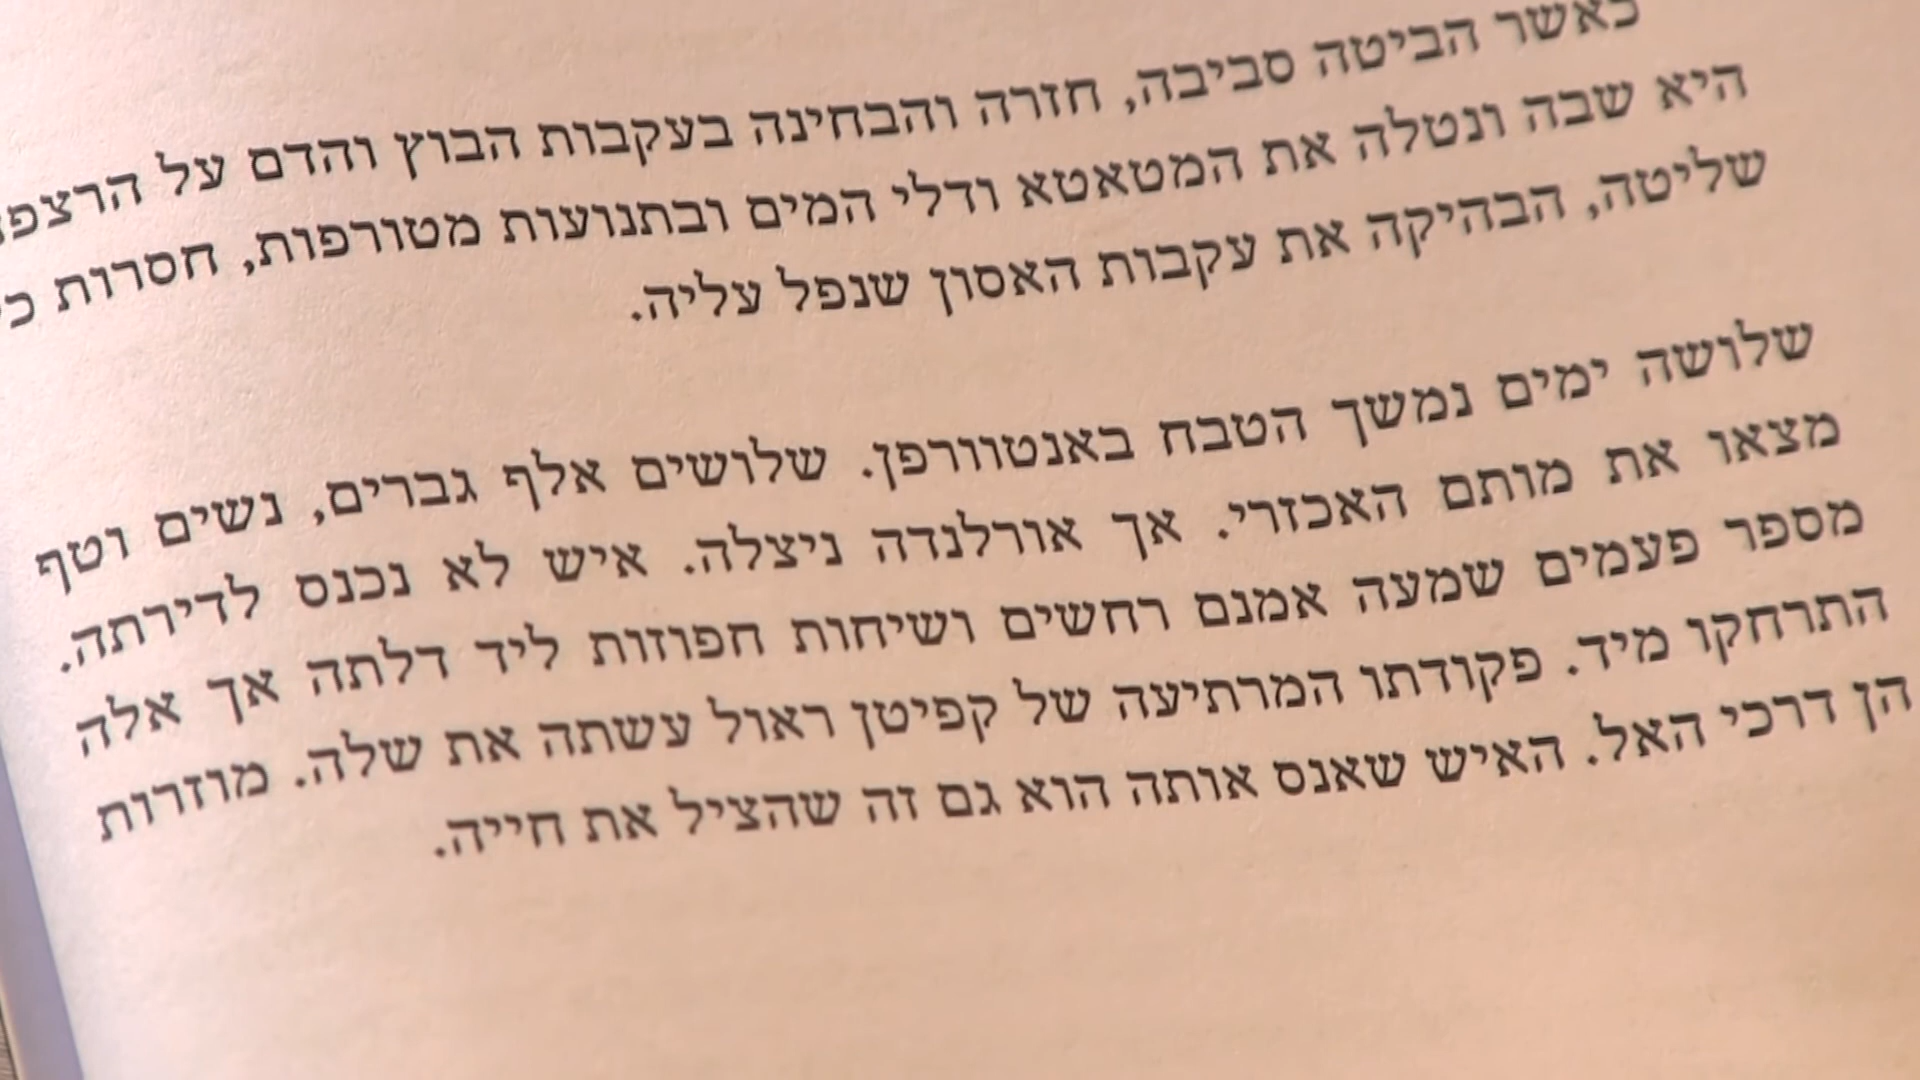 כאשר הביטה סביבה, חזרה והבחינה בעקבות הבוץ והדם על
היא שבה ונטלה את המטאטא ודלי המים ובתנועות מטורפות, חסרות
שליטה, הבהיקה את עקבות האסון שנפל עליה.
שלושה ימים נמשך הטבח באנטוורפן. שלושים אלף גברים, נשים וטף
מצאו את מותם האכזרי. אך אורלנדה ניצלה. איש לא נכנס לדירתה.
מספר פעמים שמעה אמנם רחשים ושיחות חפוזות ליד דלתה אך אלה
התרחקו מיד. פקודתו המרתיעה של קפיטן ראול עשתה את שלה. מוזרות
הן דרכי האל. האיש שאנס אותה הוא גם זה שהציל את חייה.